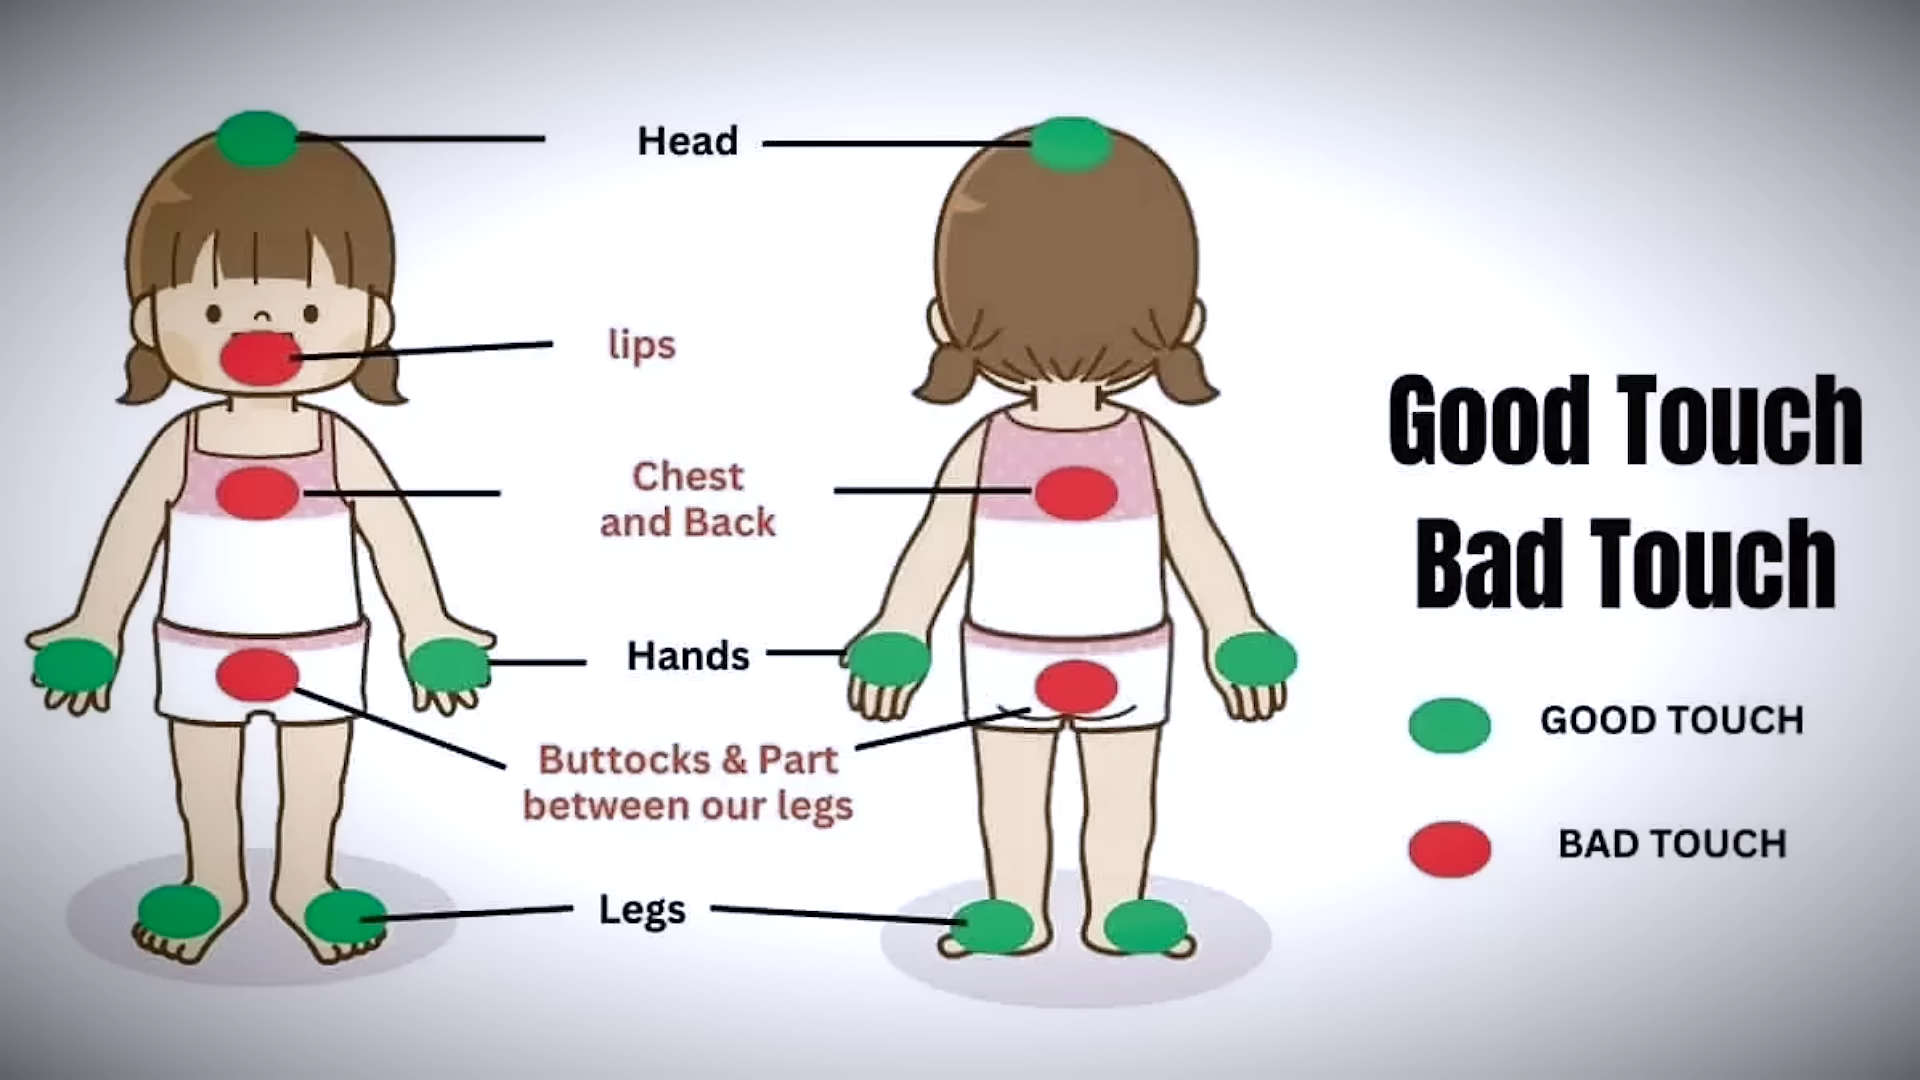 Head
lips
Chest
and Back
Hands
Buttocks & Part
between our legs
Legs
Good Touch
Bad Touch
GOOD TOUCH
BAD TOUCH